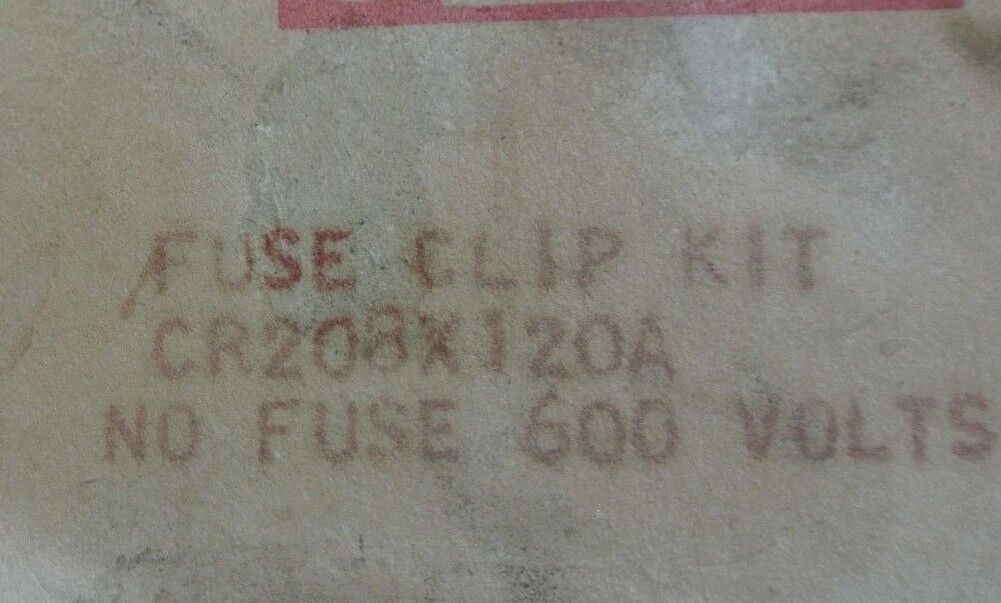 FUSE CLIP KIT
CR208X120A
NO FUSE 600 VOLTS